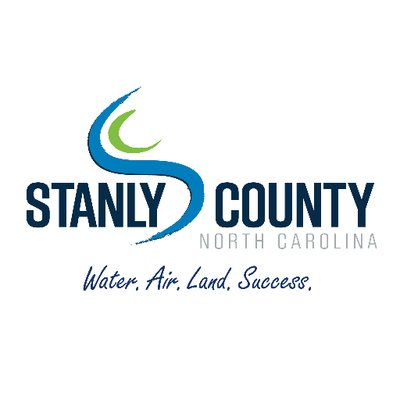 STANLY COUNTY
NORTH CAROLINA
Water. Air. Land. Success.